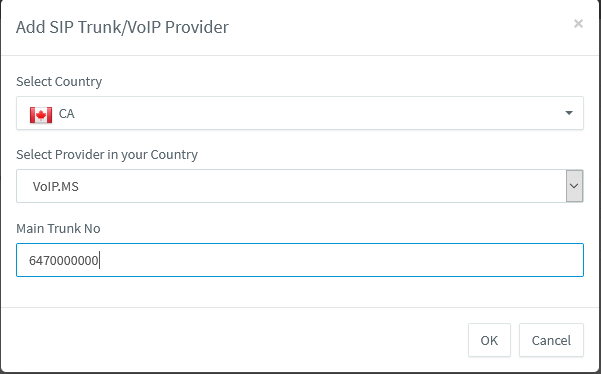 Add SIP Trunk/VoIP Provider ×
Select Country
CA
Select Provider in your Country
VoIP.MS
Main Trunk No
6470000000
OK Cancel